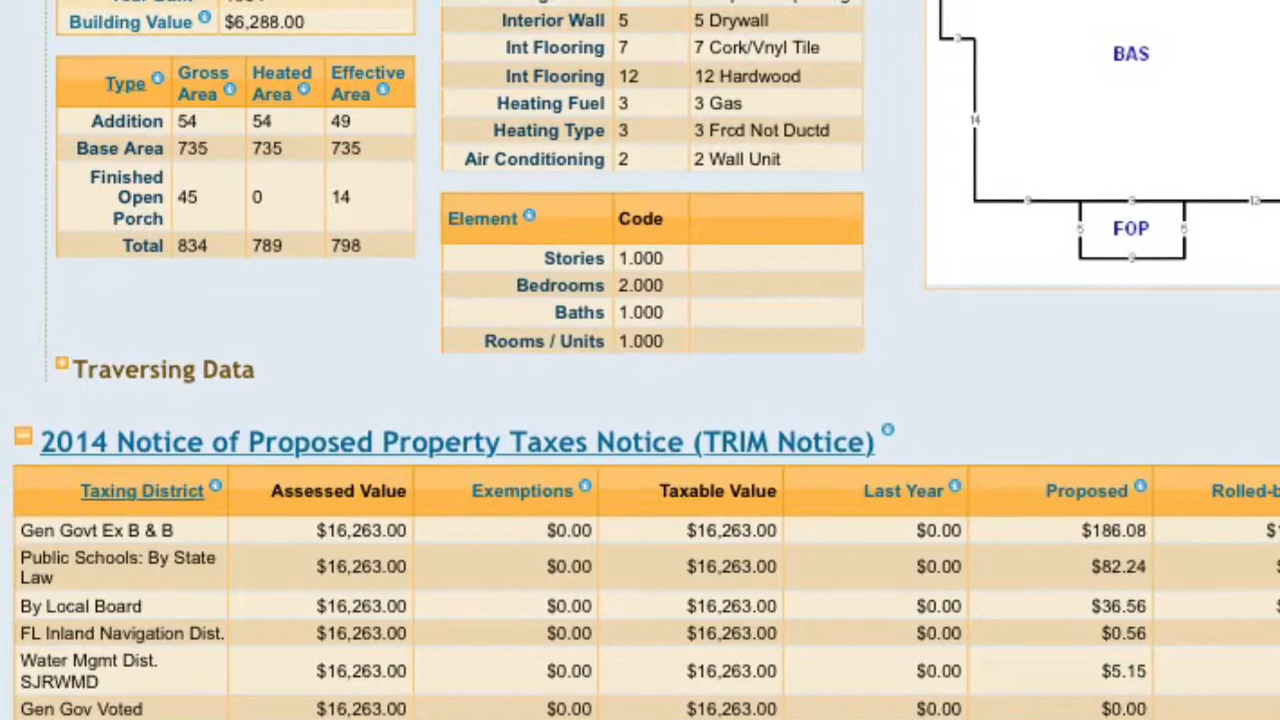 Building Value $6,288.00
Type Gross Area Heated Area Effective Area
Addition 54 54 49
Base Area 735 735 735
Finished Open Porch 45 0 14
Total 834 789 798
Interior Wall 5 5 Drywall
Int Flooring 7 7 Cork/Vnyl Tile
Int Flooring 12 12 Hardwood
Heating Fuel 3 3 Gas
Heating Type 3 3 Frcd Not Ductd
Air Conditioning 2 2 Wall Unit
Element Code
Stories 1.000
Bedrooms 2.000
Baths 1.000
Rooms / Units 1.000
BAS
14
FOP
12
Traversing Data
2014 Notice of Proposed Property Taxes Notice (TRIM Notice)
Taxing District Assessed Value Exemptions Taxable Value Last Year Proposed
Gen Govt Ex B & B $16,263.00 $0.00 $16,263.00 $0.00 $186.08
Public Schools: By State Law $16,263.00 $0.00 $16,263.00 $0.00 $82.24
By Local Board $16,263.00 $0.00 $16,263.00 $0.00 $36.56
FL Inland Navigation Dist. $16,263.00 $0.00 $16,263.00 $0.00 $0.56
Water Mgmt Dist. SJRWMD $16,263.00 $0.00 $16,263.00 $0.00 $5.15
Gen Gov Voted $16,263.00 $0.00 $16,263.00 $0.00 $0.00